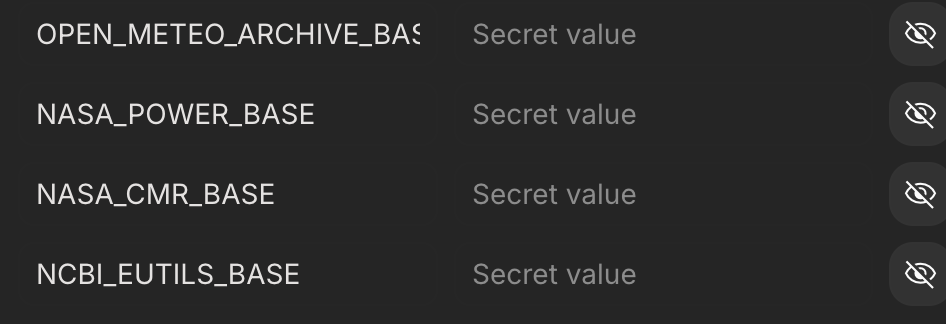 OPEN_METEO_ARCHIVE_BAS Secret value
NASA_POWER_BASE Secret value
NASA_CMR_BASE Secret value
NCBI_EUTILS_BASE Secret value